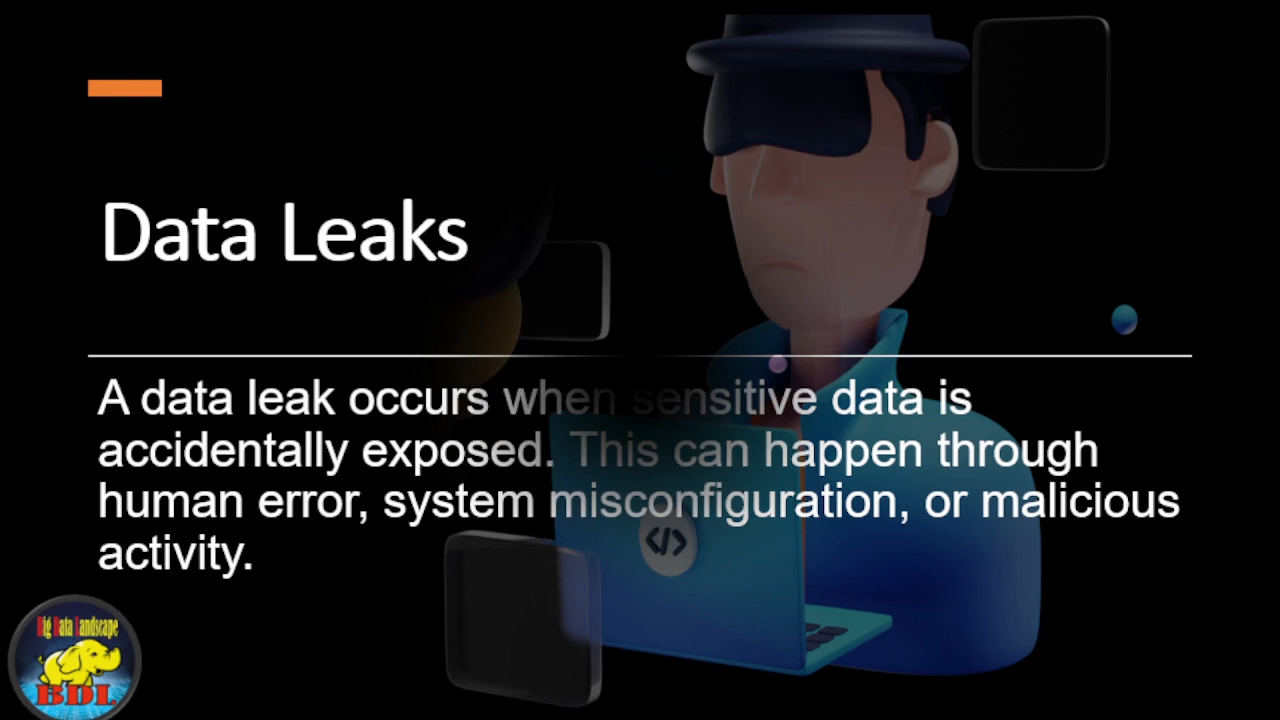 Data Leaks
A data leak occurs when sensitive data is
accidentally exposed. This can happen through
human error, system misconfiguration, or malicious
activity.
</>
Big Data Landscape
BDL